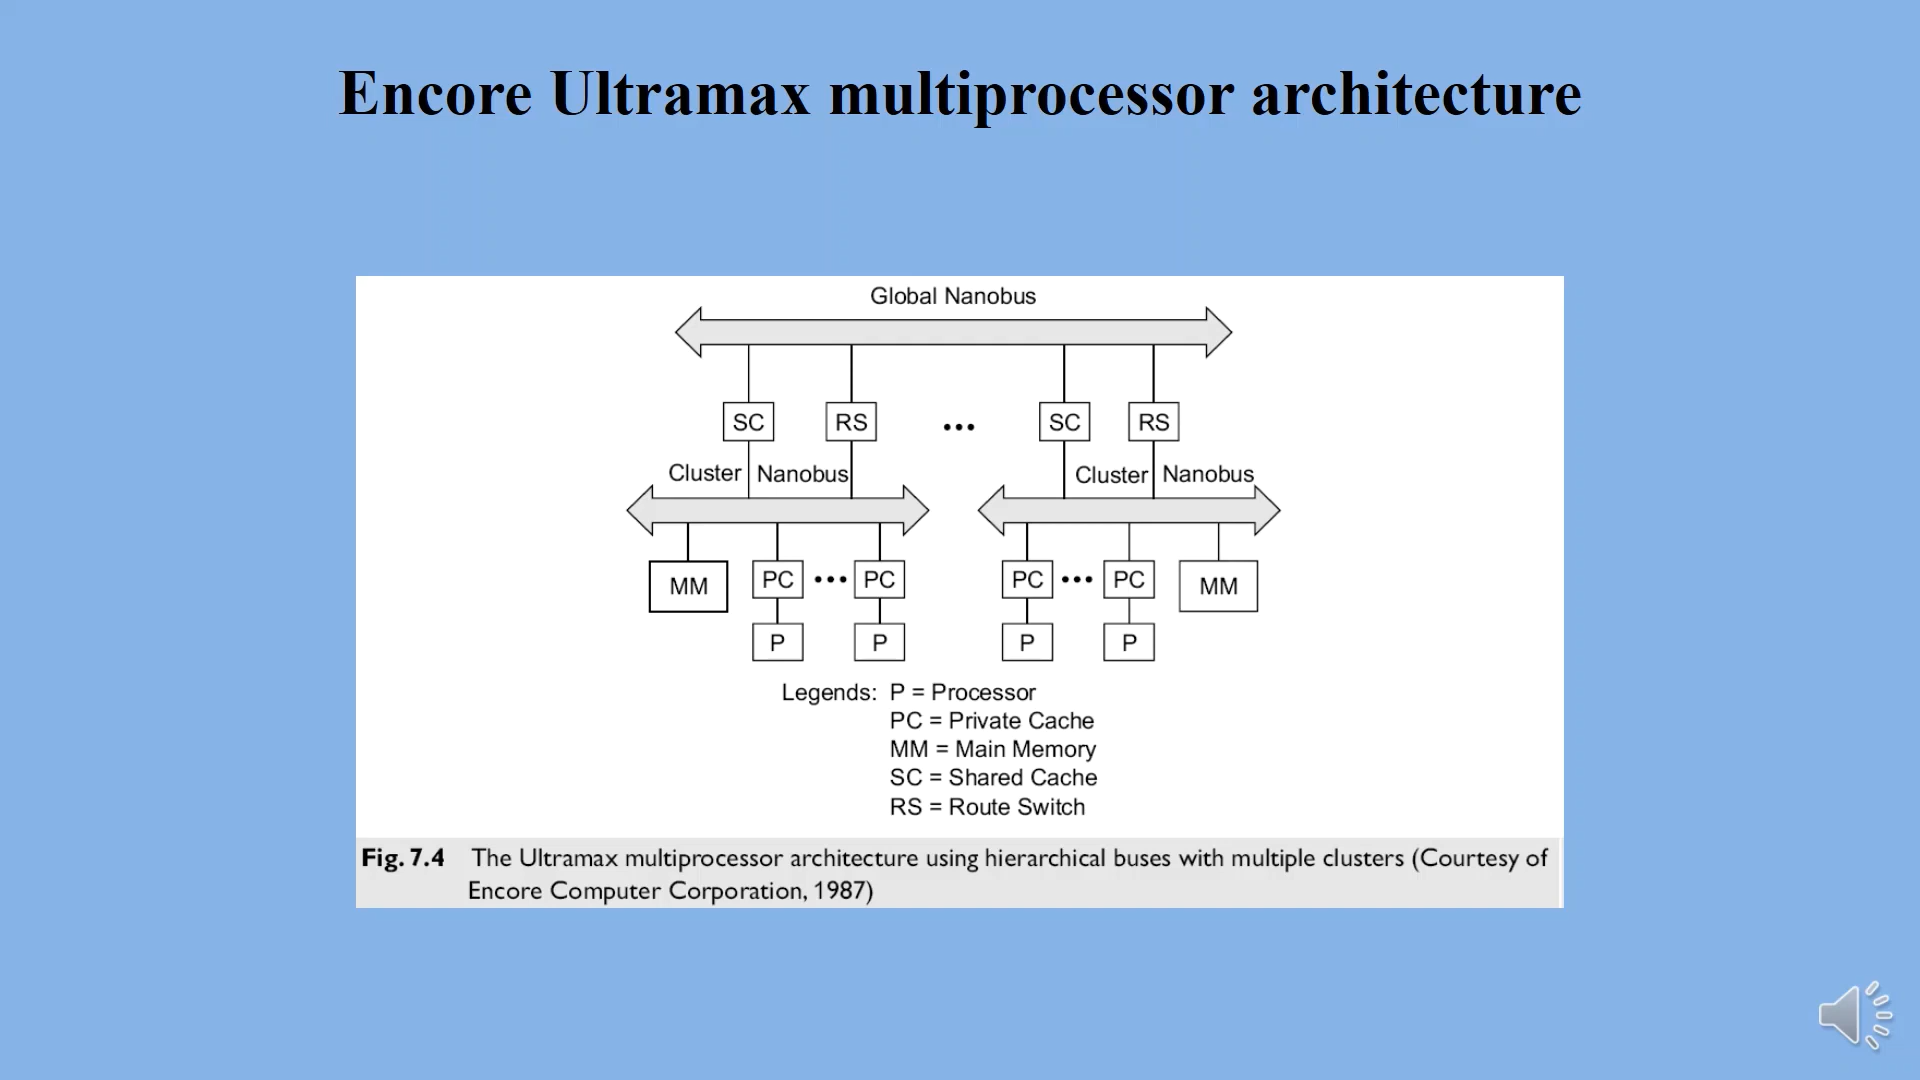 Encore Ultramax multiprocessor architecture
Global Nanobus
SC RS ••• SC RS
Cluster Nanobus Cluster Nanobus
MM PC ••• PC PC ••• PC MM
P P P P
Legends: P = Processor
PC = Private Cache
MM = Main Memory
SC = Shared Cache
RS = Route Switch
Fig. 7.4 The Ultramax multiprocessor architecture using hierarchical buses with multiple clusters (Courtesy of
Encore Computer Corporation, 1987)